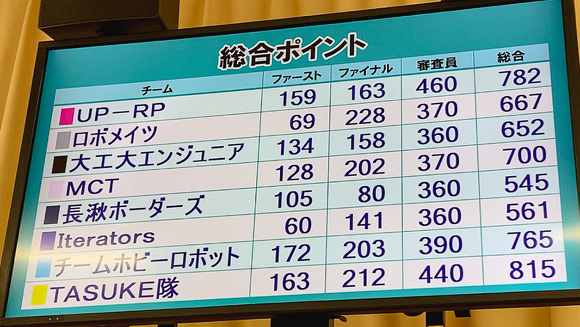 総合ポイント
チーム ファースト ファイナル 審査員 総合
UP－RP 159 163 460 782
ロボメイツ 69 228 370 667
大工大エンジュニア 134 158 360 652
MCT 128 202 370 700
長湫ボーダーズ 105 80 360 545
Iterators 60 141 360 561
チームホビーロボット 172 203 390 765
TASUKE隊 163 212 440 815